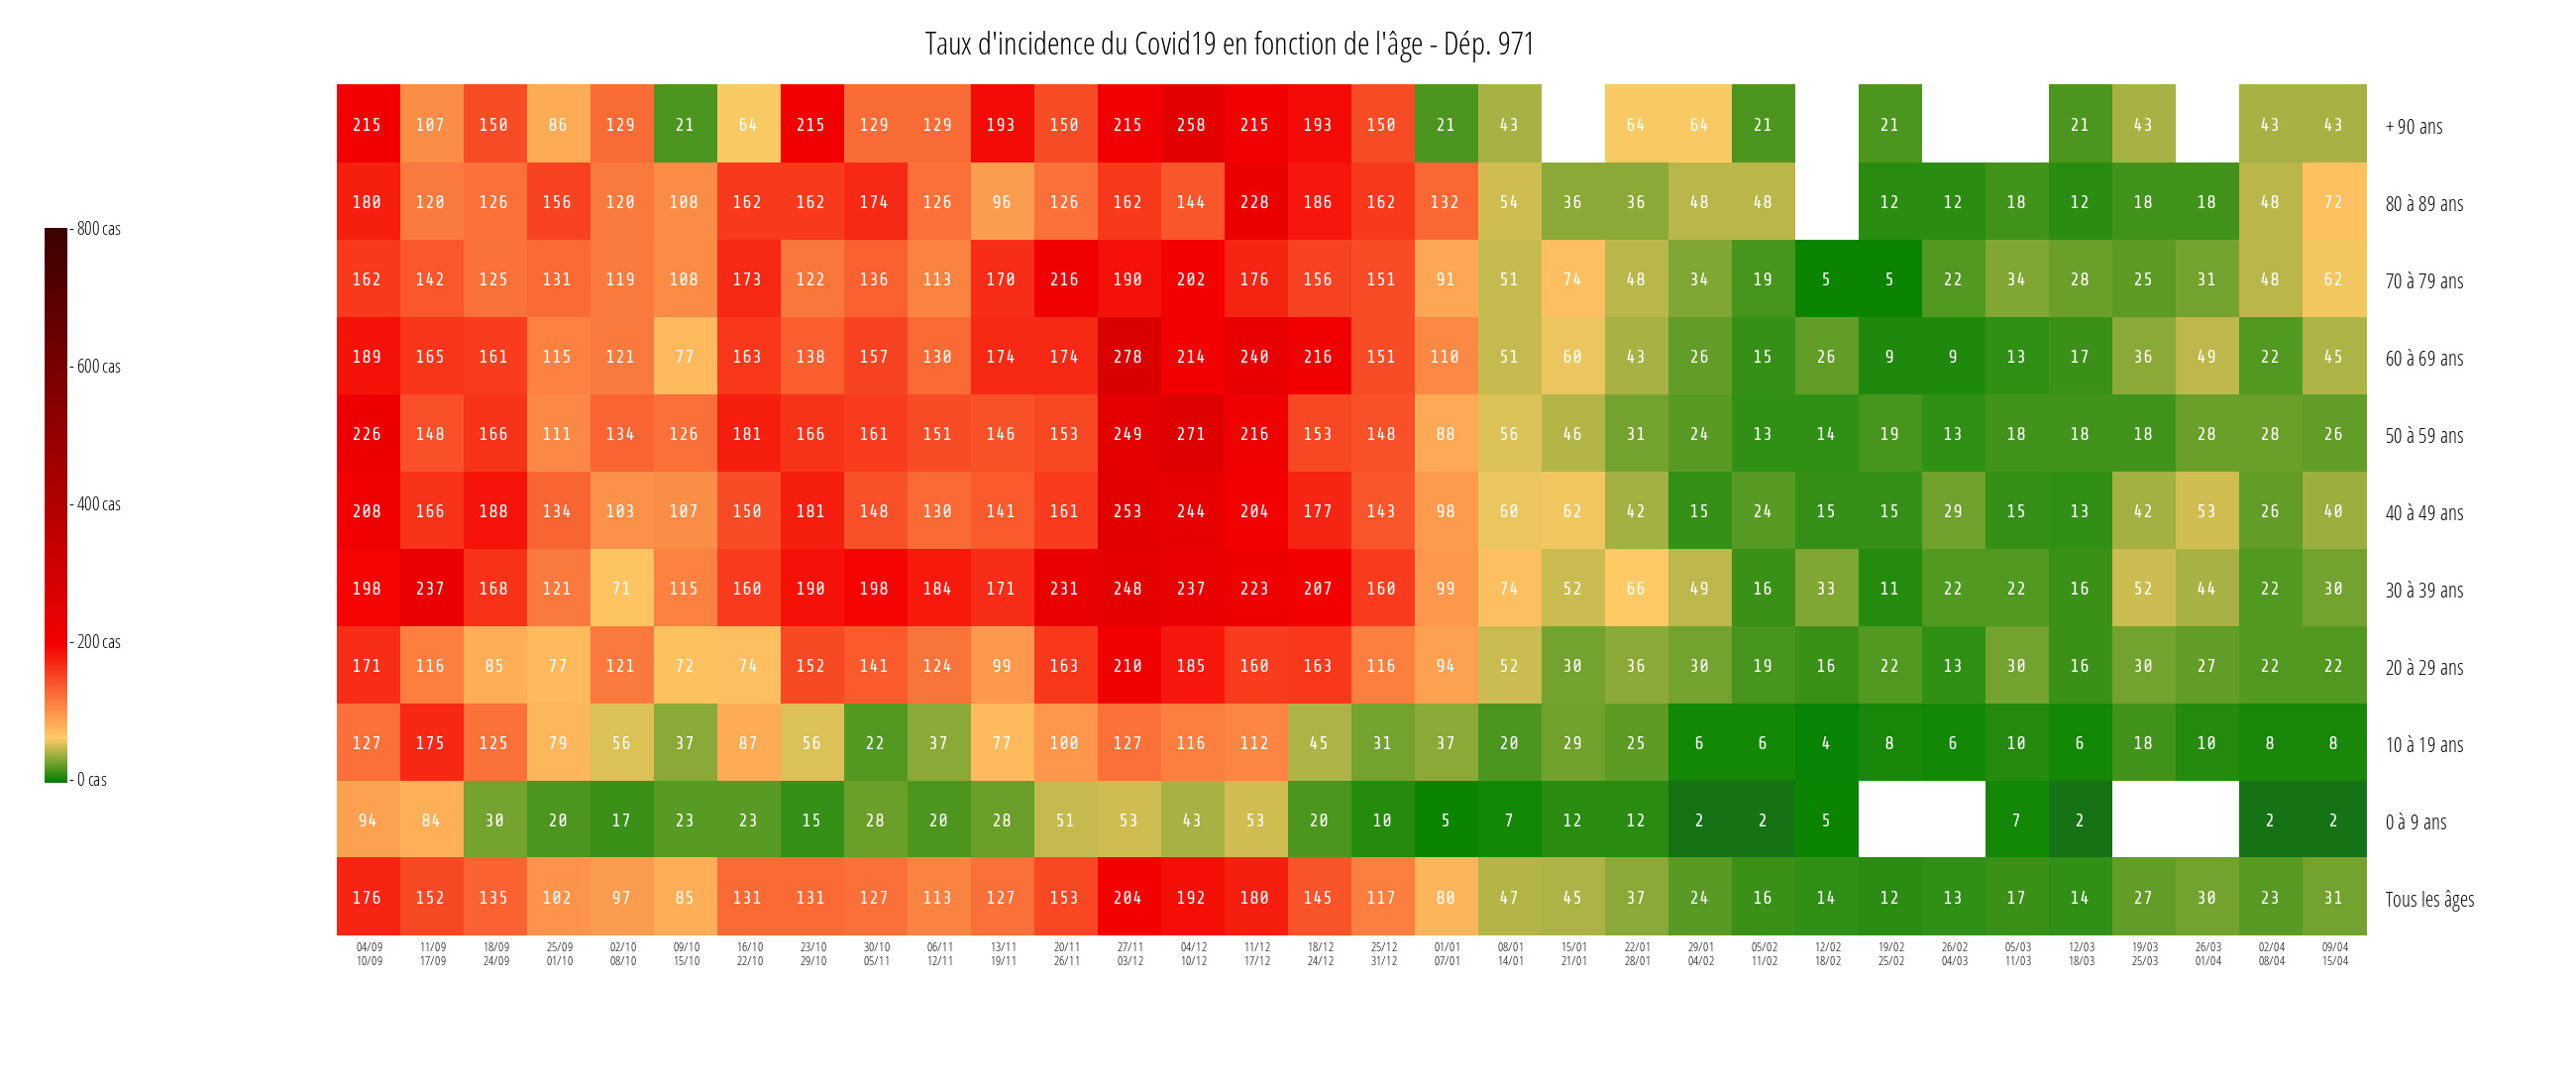 Taux d'incidence du Covid19 en fonction de l'âge - Dép. 971
215 107 150 86 129 21 64 215 129 129 193 150 215 258 215 193 150 21 43 64 64 21 21 21 43 43 43 + 90 ans
180 120 126 156 120 108 162 162 174 126 96 126 162 144 228 186 162 132 54 36 36 48 48 12 12 18 12 18 18 48 72 80 à 89 ans
- 800 cas
162 142 125 131 119 108 173 122 136 113 170 216 190 202 176 156 151 91 51 74 48 34 19 5 5 22 34 28 25 31 48 62 70 à 79 ans
189 165 161 115 121 77 163 138 157 130 174 174 278 214 240 216 151 110 51 60 43 26 15 26 9 9 13 17 36 49 22 45 60 à 69 ans
- 600 cas
226 148 166 111 134 126 181 166 161 151 146 153 249 271 216 153 148 88 56 46 31 24 13 14 19 13 18 18 18 28 28 26 50 à 59 ans
- 400 cas
208 166 188 134 103 107 150 181 148 130 141 161 253 244 204 177 143 98 60 62 42 15 24 15 15 29 15 13 42 53 26 40 40 à 49 ans
198 237 168 121 71 115 160 190 198 184 171 231 248 237 223 207 160 99 74 52 66 49 16 33 11 22 22 16 52 44 22 30 30 à 39 ans
- 200 cas
171 116 85 77 121 72 74 152 141 124 99 163 210 185 160 163 116 94 52 30 36 30 19 16 22 13 30 16 30 27 22 22 20 à 29 ans
127 175 125 79 56 37 87 56 22 37 77 100 127 116 112 45 31 37 20 29 25 6 6 4 8 6 10 6 18 10 8 8 10 à 19 ans
- 0 cas
94 84 30 20 17 23 23 15 28 20 28 51 53 43 53 20 10 5 7 12 12 2 2 5 7 2 2 2 0 à 9 ans
176 152 135 102 97 85 131 131 127 113 127 153 204 192 180 145 117 80 47 45 37 24 16 14 12 13 17 14 27 30 23 31 Tous les âges
04/09 11/09 18/09 25/09 02/10 09/10 16/10 23/10 30/10 06/11 13/11 20/11 27/11 04/12 11/12 18/12 25/12 01/01 08/01 15/01 22/01 29/01 05/02 12/02 19/02 26/02 05/03 12/03 19/03 26/03 02/04 09/04
10/09 17/09 24/09 01/10 08/10 15/10 22/10 29/10 05/11 12/11 19/11 26/11 03/12 10/12 17/12 24/12 31/12 07/01 14/01 21/01 28/01 04/02 11/02 18/02 25/02 04/03 11/03 18/03 25/03 01/04 08/04 15/04